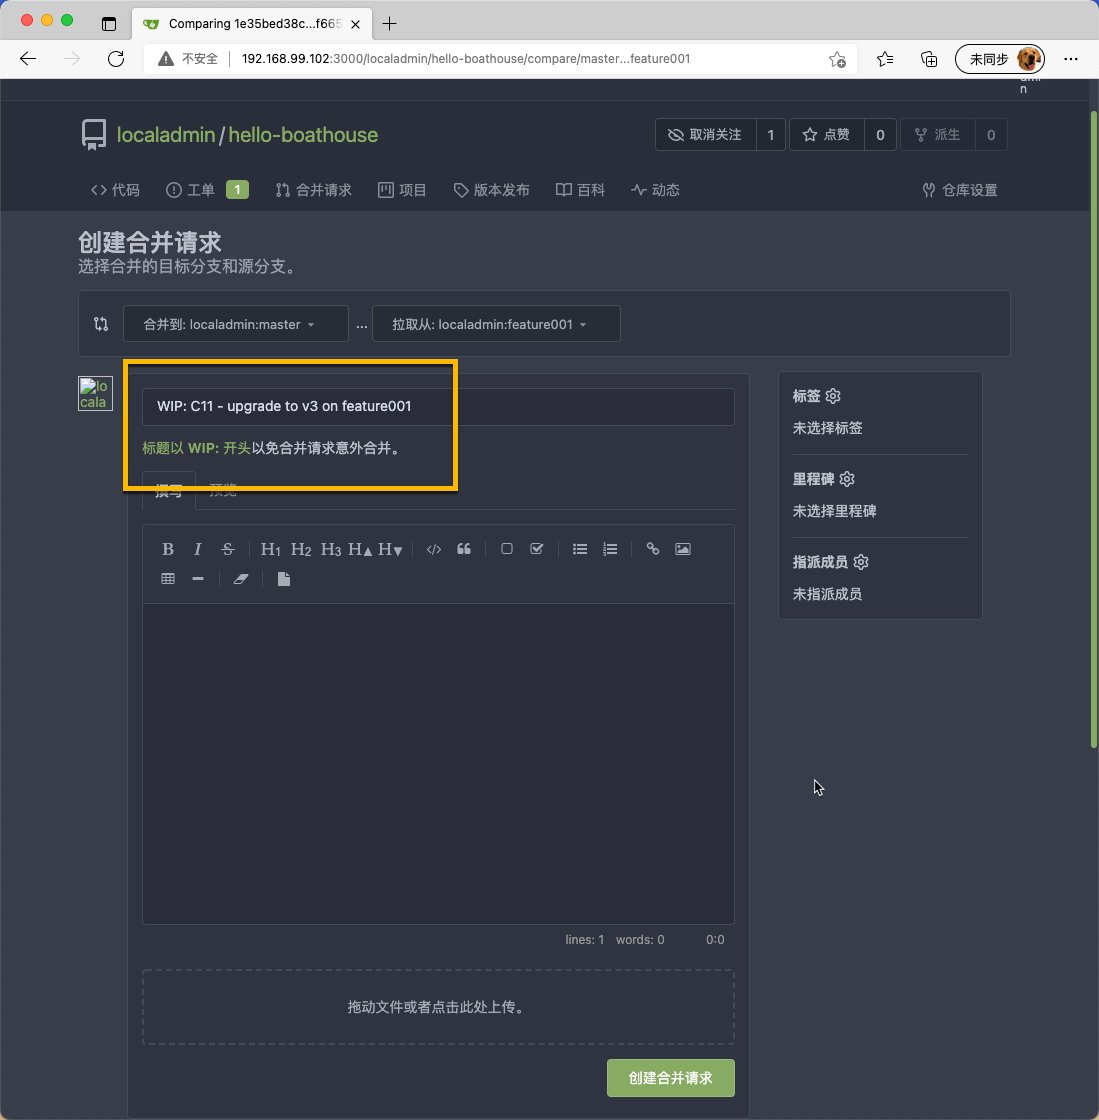 Comparing 1e35bed38c...f665
不安全 192.168.99.102:3000/localadmin/hello-boathouse/compare/master...feature001
未同步
n
localadmin/hello-boathouse
取消关注 1 点赞 0 派生 0
代码 工单 1 合并请求 项目 版本发布 百科 动态 仓库设置
创建合并请求
选择合并的目标分支和源分支。
合并到: localadmin:master ... 拉取从: localadmin:feature001
lo
cala
WIP: C11 - upgrade to v3 on feature001
标题以 WIP: 开头以免合并请求意外合并。
撰写 预览
B I S H1 H2 H3 H▲ H▼
lines: 1 words: 0 0:0
拖动文件或者点击此处上传。
创建合并请求
标签
未选择标签
里程碑
未选择里程碑
指派成员
未指派成员